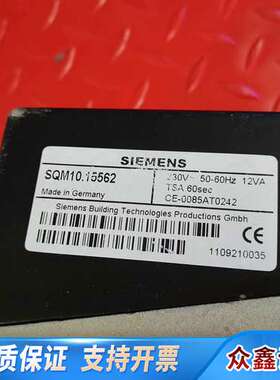 SIEMENS
SQM10.15562
Made in Germany
230V~ 50-60Hz 12VA
TSA 60sec
CE-0085AT0242
Siemens Building Technologies Productions GmbH
CE
1109210035
质保证 支持开票
众鑫